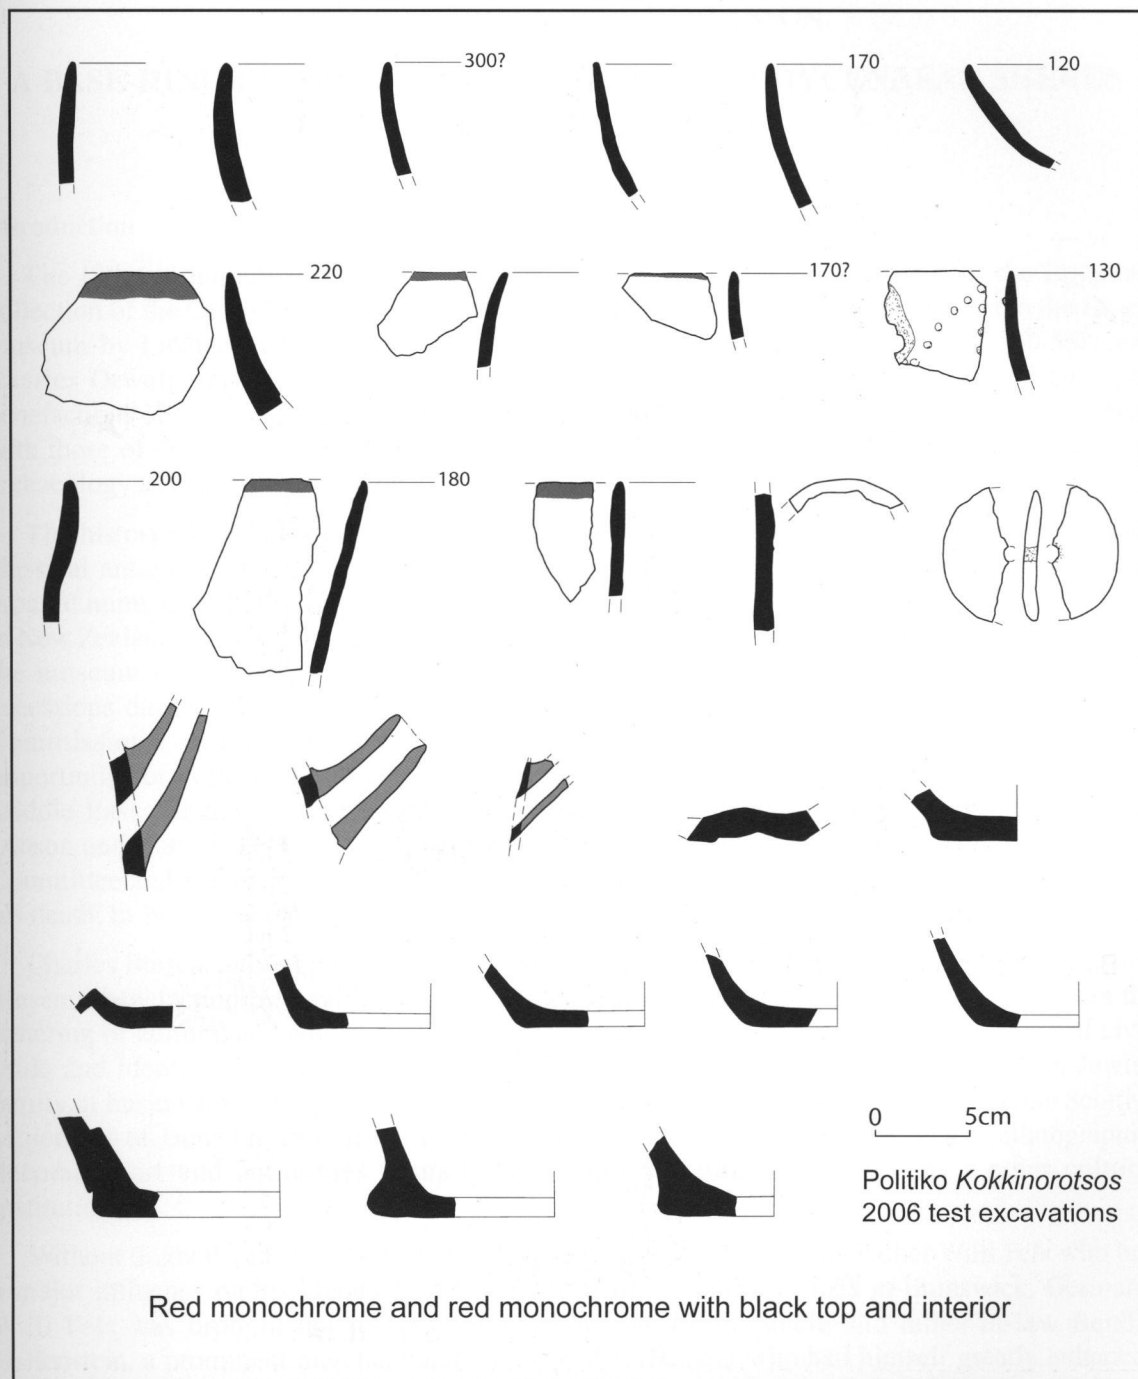 300?
170
120
220
170?
130
200
180
0 5cm
Politiko Kokkinorotsos
2006 test excavations
Red monochrome and red monochrome with black top and interior